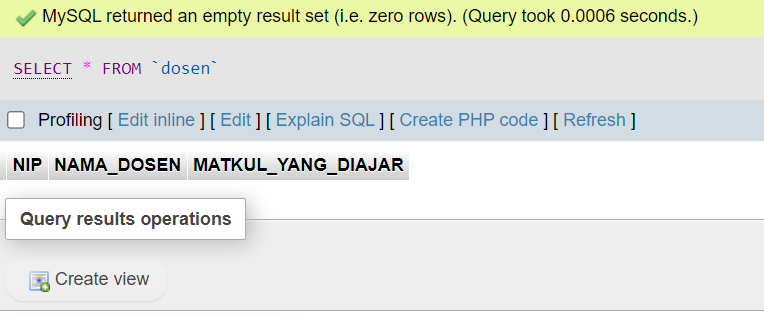 MySQL returned an empty result set (i.e. zero rows). (Query took 0.0006 seconds.)
SELECT * FROM `dosen`
Profiling [ Edit inline ] [ Edit ] [ Explain SQL ] [ Create PHP code ] [ Refresh ]
NIP NAMA_DOSEN MATKUL_YANG_DIAJAR
Query results operations
Create view